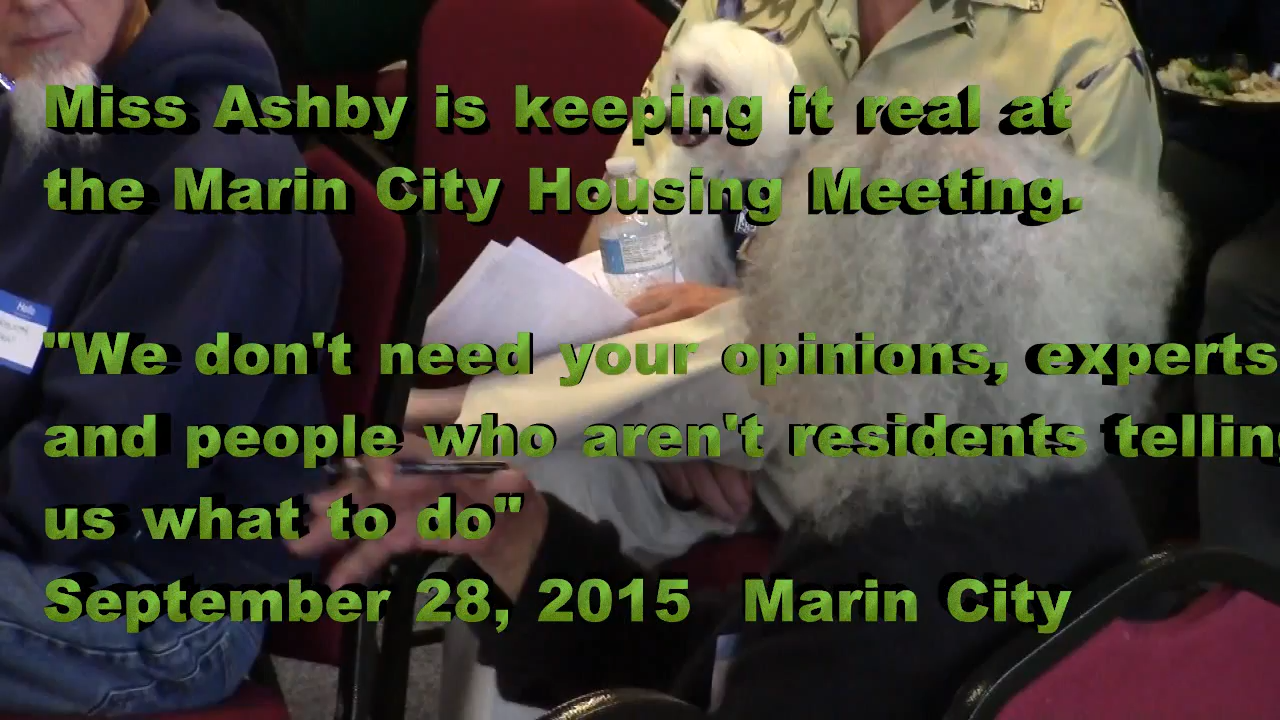 Miss Ashby is keeping it real at
the Marin City Housing Meeting.
"We don't need your opinions, experts
and people who aren't residents telling
us what to do"
September 28, 2015 Marin City
Hello